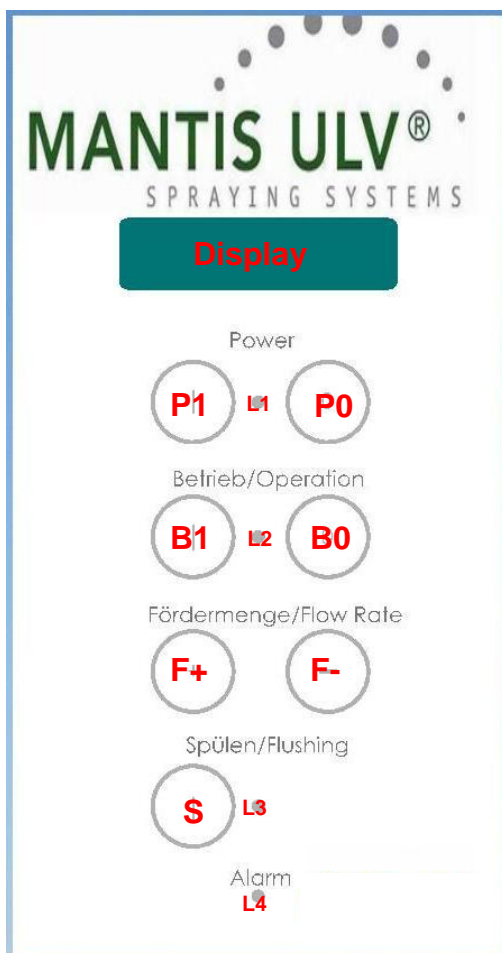 MANTIS ULV®
SPRAYING SYSTEMS
Display
Power
P1 L1 P0
Betrieb/Operation
B1 L2 B0
Fördermenge/Flow Rate
F+ F-
Spülen/Flushing
S L3
Alarm
L4